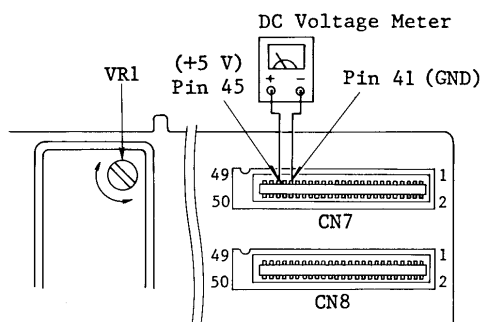 DC Voltage Meter
VR1
(+5 V)
Pin 45
+ −
Pin 41 (GND)
49 1
50 2
CN7
49 1
50 2
CN8